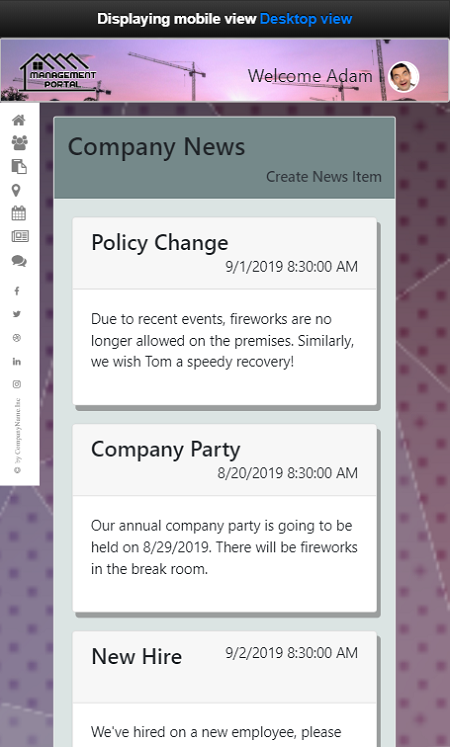 Displaying mobile view Desktop view
MANAGEMENT
PORTAL
Welcome Adam
Company News
Create News Item
Policy Change
9/1/2019 8:30:00 AM
Due to recent events, fireworks are no
longer allowed on the premises. Similarly,
we wish Tom a speedy recovery!
Company Party
8/20/2019 8:30:00 AM
Our annual company party is going to be
held on 8/29/2019. There will be fireworks
in the break room.
New Hire
9/2/2019 8:30:00 AM
We've hired on a new employee, please
© by CompanyName Inc